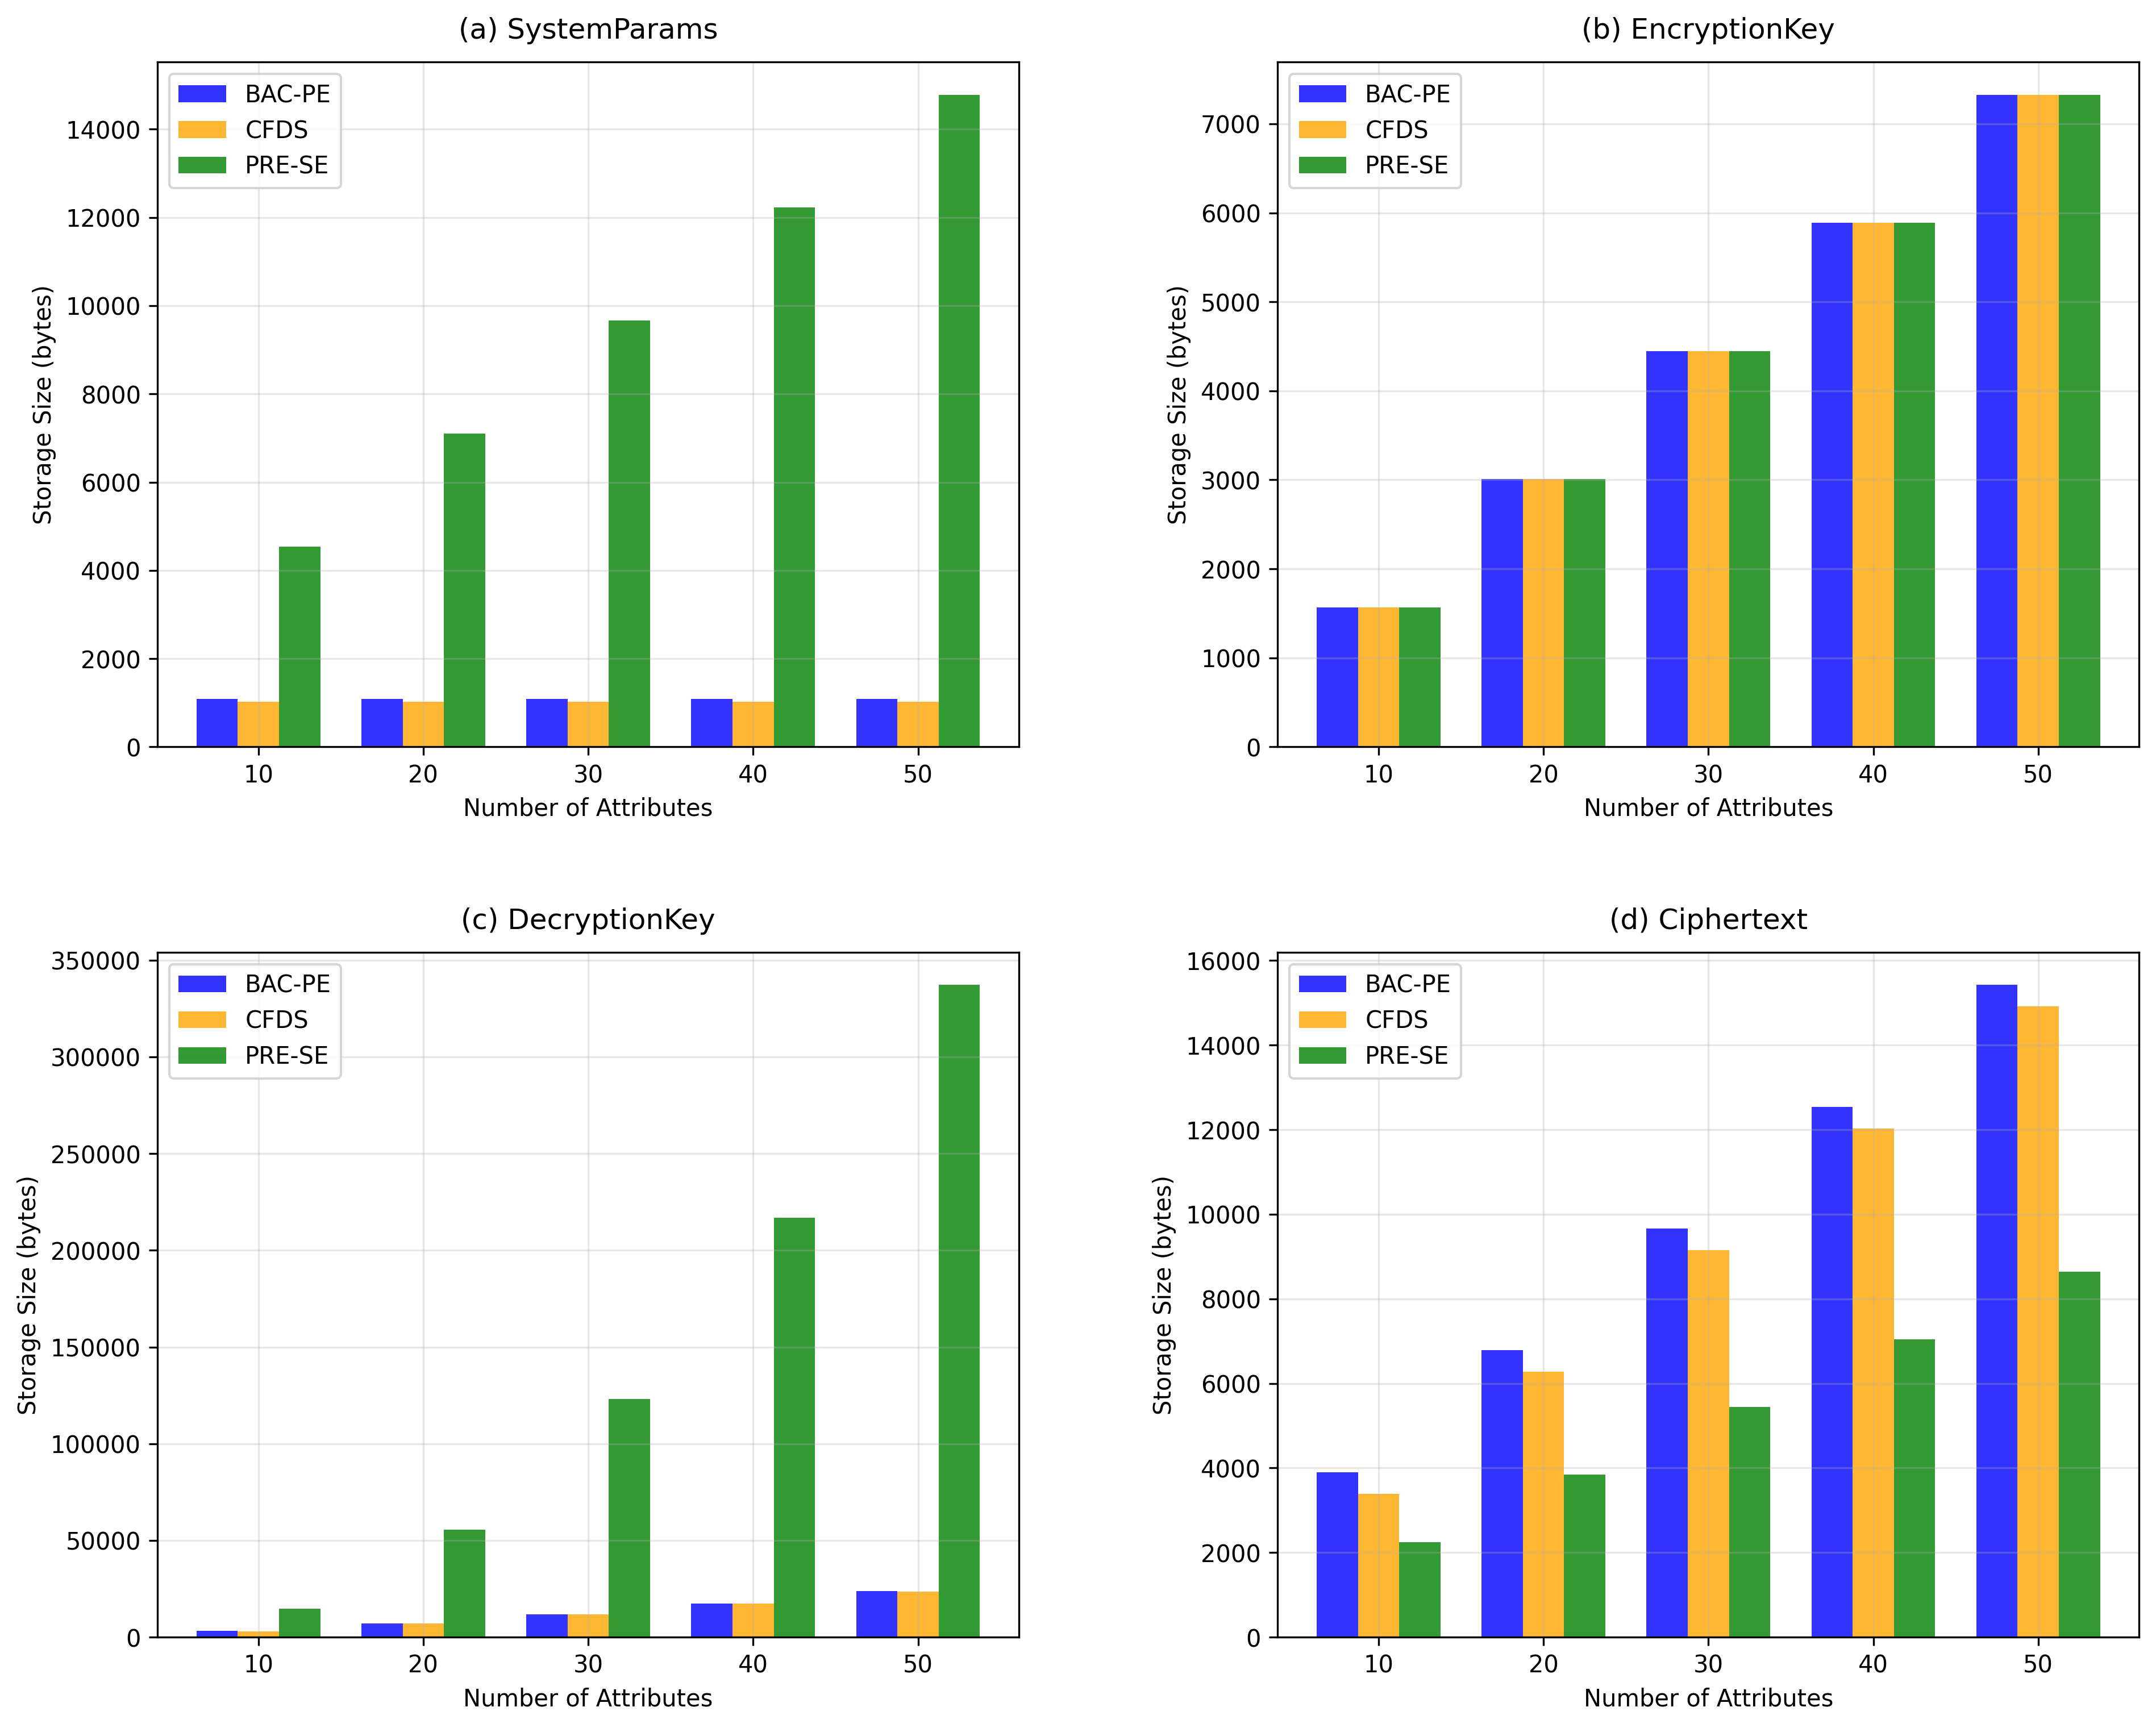 (a) SystemParams
BAC-PE
CFDS
PRE-SE
Storage Size (bytes)
14000
12000
10000
8000
6000
4000
2000
0
10 20 30 40 50
Number of Attributes
(b) EncryptionKey
BAC-PE
CFDS
PRE-SE
Storage Size (bytes)
7000
6000
5000
4000
3000
2000
1000
0
10 20 30 40 50
Number of Attributes
(c) DecryptionKey
BAC-PE
CFDS
PRE-SE
Storage Size (bytes)
350000
300000
250000
200000
150000
100000
50000
0
10 20 30 40 50
Number of Attributes
(d) Ciphertext
BAC-PE
CFDS
PRE-SE
Storage Size (bytes)
16000
14000
12000
10000
8000
6000
4000
2000
0
10 20 30 40 50
Number of Attributes